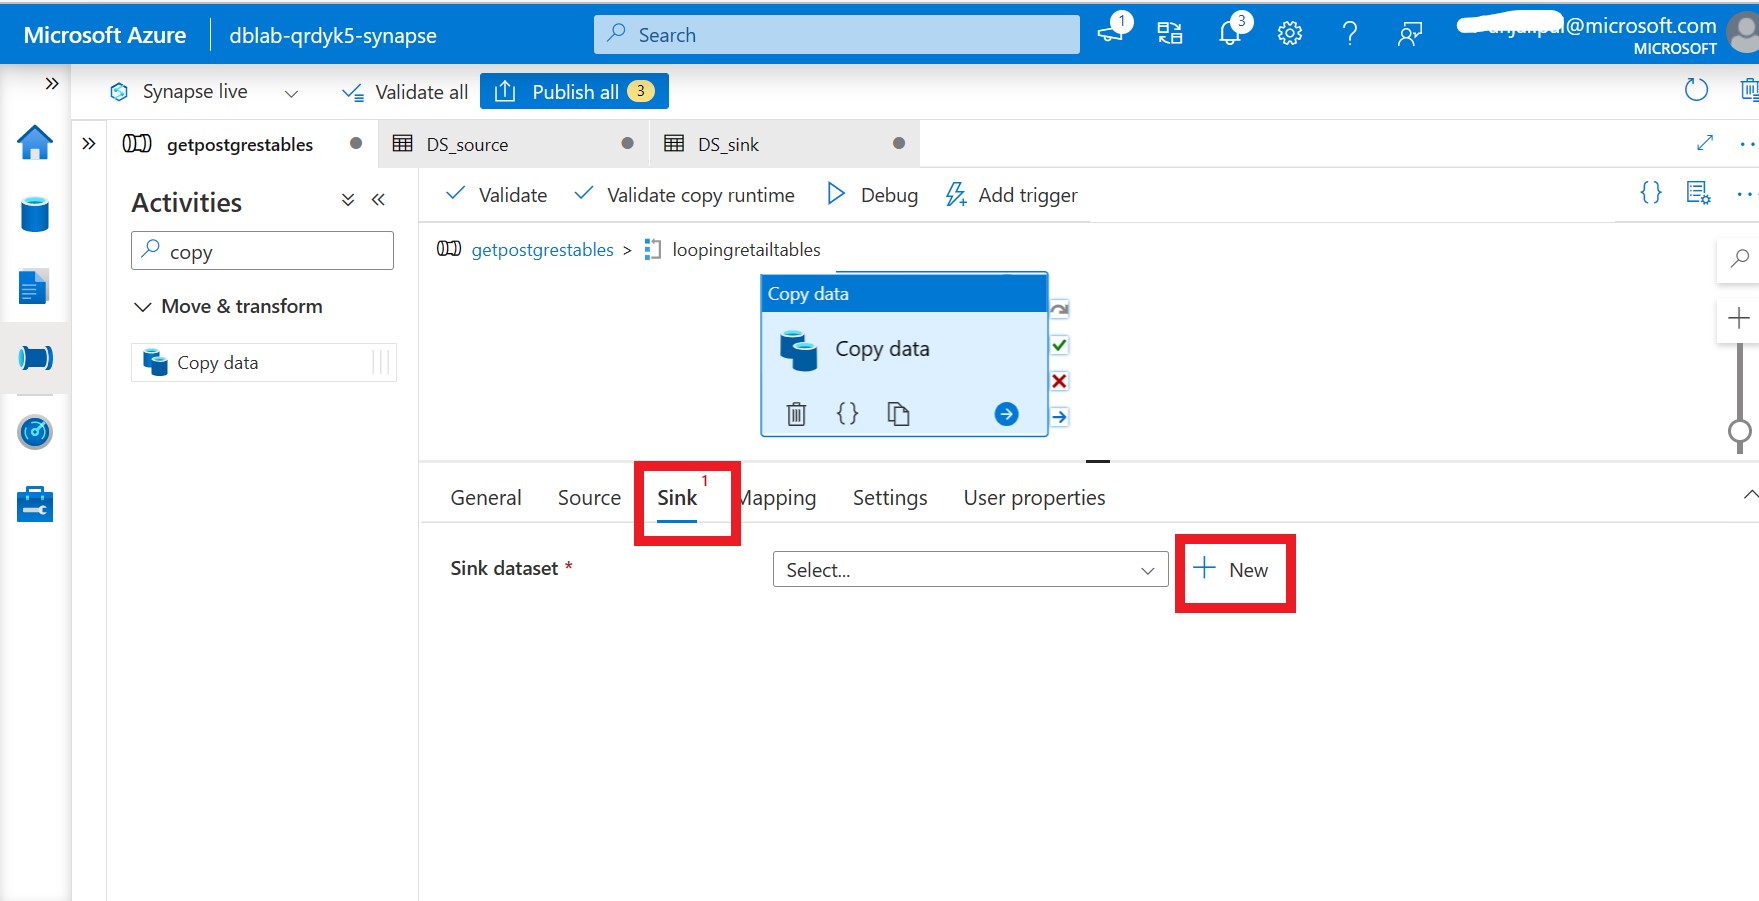 Microsoft Azure
dblab-qrdyk5-synapse
Search
1
3
@microsoft.com
MICROSOFT
Synapse live
Validate all
Publish all 3
getpostgrestables
DS_source
DS_sink
Activities
copy
Move & transform
Copy data
Validate
Validate copy runtime
Debug
Add trigger
getpostgrestables > loopingretailtables
Copy data
Copy data
General
Source
Sink 1
Mapping
Settings
User properties
Sink dataset *
Select...
New